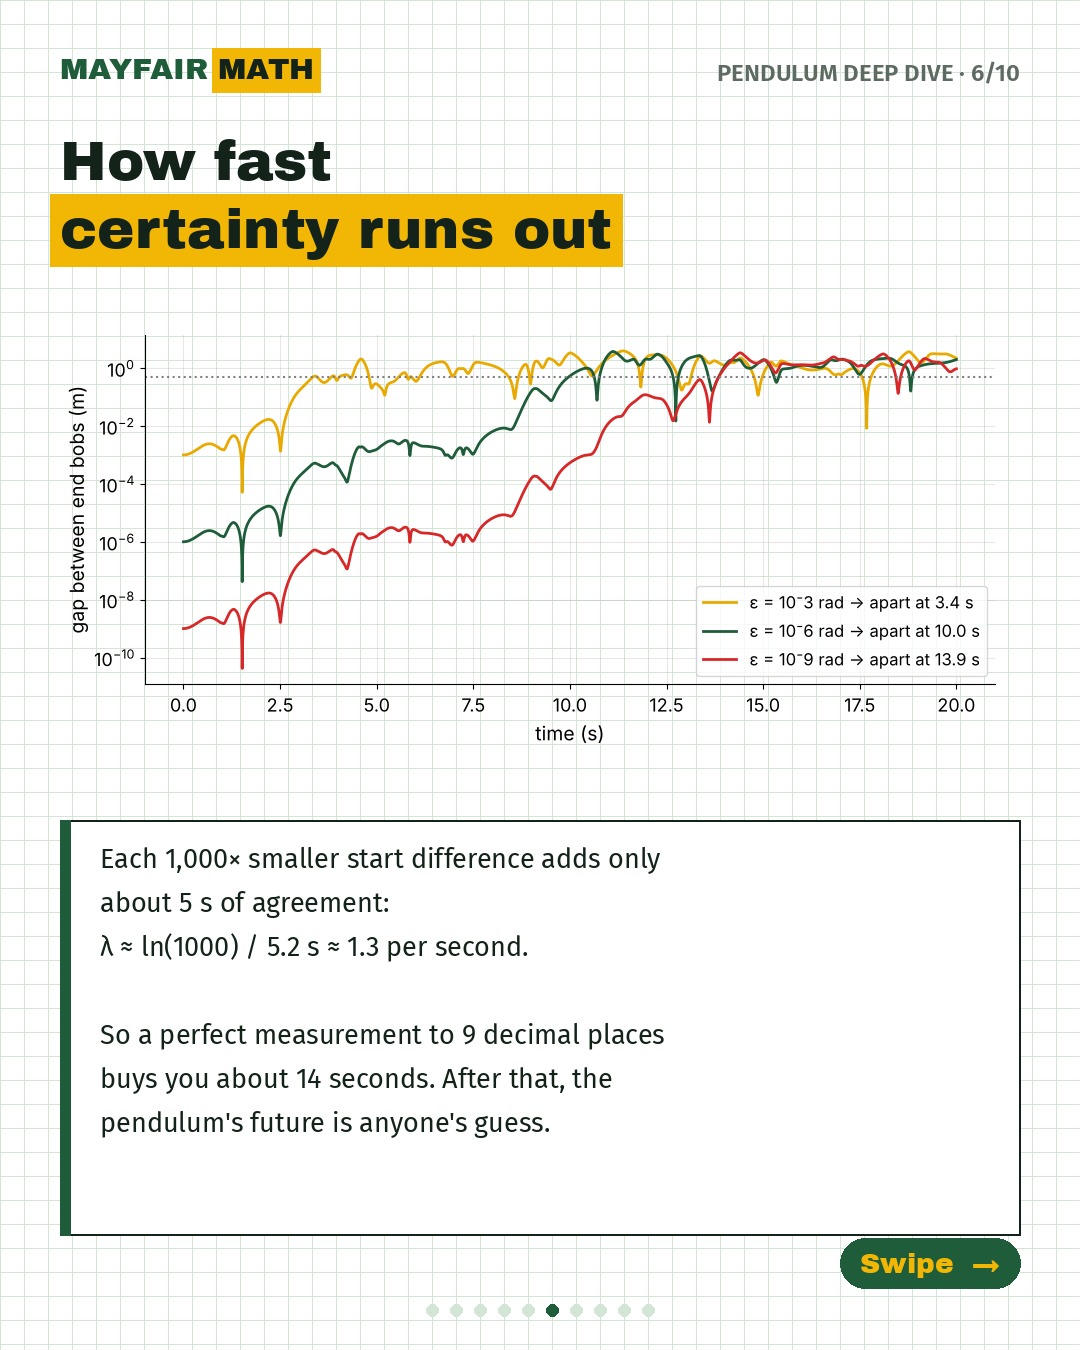 MAYFAIR MATH
PENDULUM DEEP DIVE · 6/10
How fast
certainty runs out
gap between end bobs (m)
10⁰
10⁻²
10⁻⁴
10⁻⁶
10⁻⁸
10⁻¹⁰
ε = 10⁻3 rad → apart at 3.4 s
ε = 10⁻6 rad → apart at 10.0 s
ε = 10⁻9 rad → apart at 13.9 s
0.0 2.5 5.0 7.5 10.0 12.5 15.0 17.5 20.0
time (s)
Each 1,000× smaller start difference adds only
about 5 s of agreement:
λ ≈ ln(1000) / 5.2 s ≈ 1.3 per second.
So a perfect measurement to 9 decimal places
buys you about 14 seconds. After that, the
pendulum's future is anyone's guess.
Swipe →